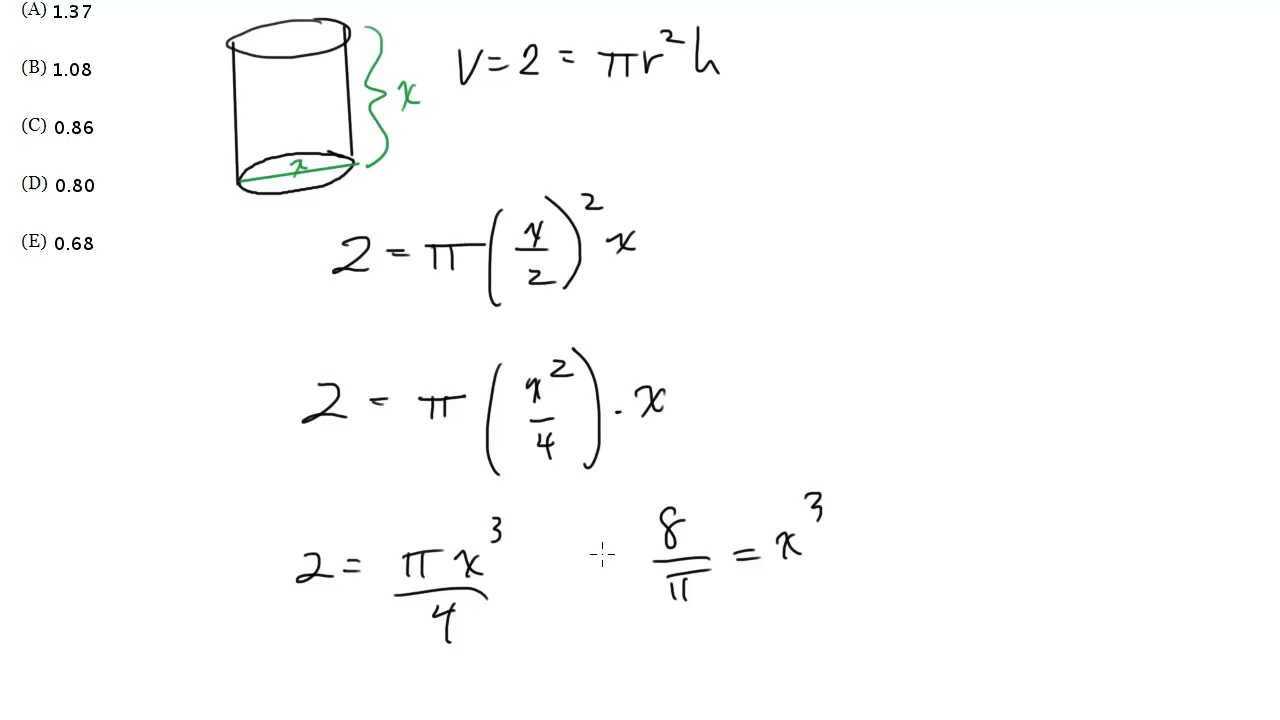 (A) 1.37
(B) 1.08
(C) 0.86
(D) 0.80
(E) 0.68
x
x
V = 2 = πr²h
2 = π(x/2)²x
2 = π(x²/4) · x
2 = πx³/4
8/π = x³